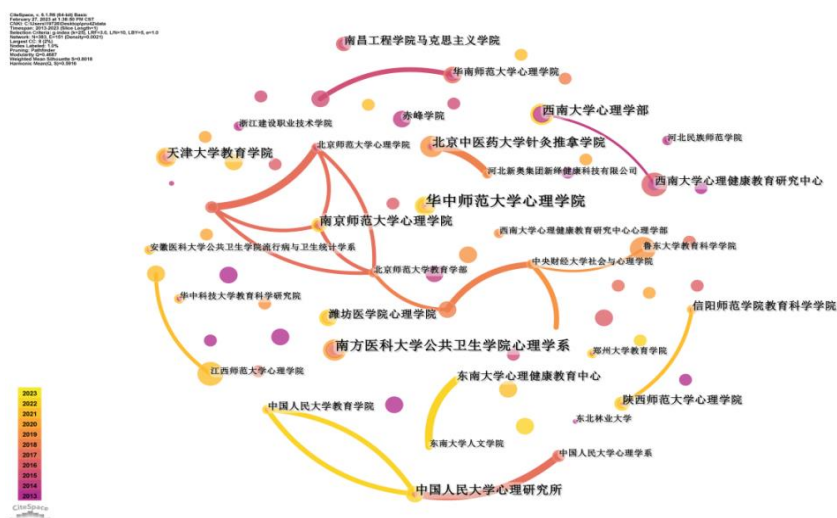 CiteSpace, v. 6.1.R6 (64-bit) Basic
Timespan: 2013-2023 (Slice Length=1)
Pruning: Pathfinder
南昌工程学院马克思主义学院
华南师范大学心理学院
浙江建设职业技术学院
赤峰学院
西南大学心理学部
北京师范大学心理学院
北京中医药大学针灸推拿学院
河北民族师范学院
天津大学教育学院
河北新奥集团新绎健康科技有限公司
西南大学心理健康教育研究中心
华中师范大学心理学院
南京师范大学心理学院
西南大学心理健康教育研究中心心理学部
鲁东大学教育科学学院
安徽医科大学公共卫生学院流行病与卫生统计学系
中央财经大学社会与心理学院
北京师范大学教育学部
华中科技大学教育科学研究院
信阳师范学院教育科学学院
潍坊医学院心理学院
南方医科大学公共卫生学院心理学系
郑州大学教育学院
江西师范大学心理学院
东南大学心理健康教育中心
陕西师范大学心理学院
中国人民大学教育学院
东北林业大学
东南大学人文学院
中国人民大学心理学系
中国人民大学心理研究所
2023
2022
2021
2020
2019
2018
2017
2016
2015
2014
2013
CiteSpace